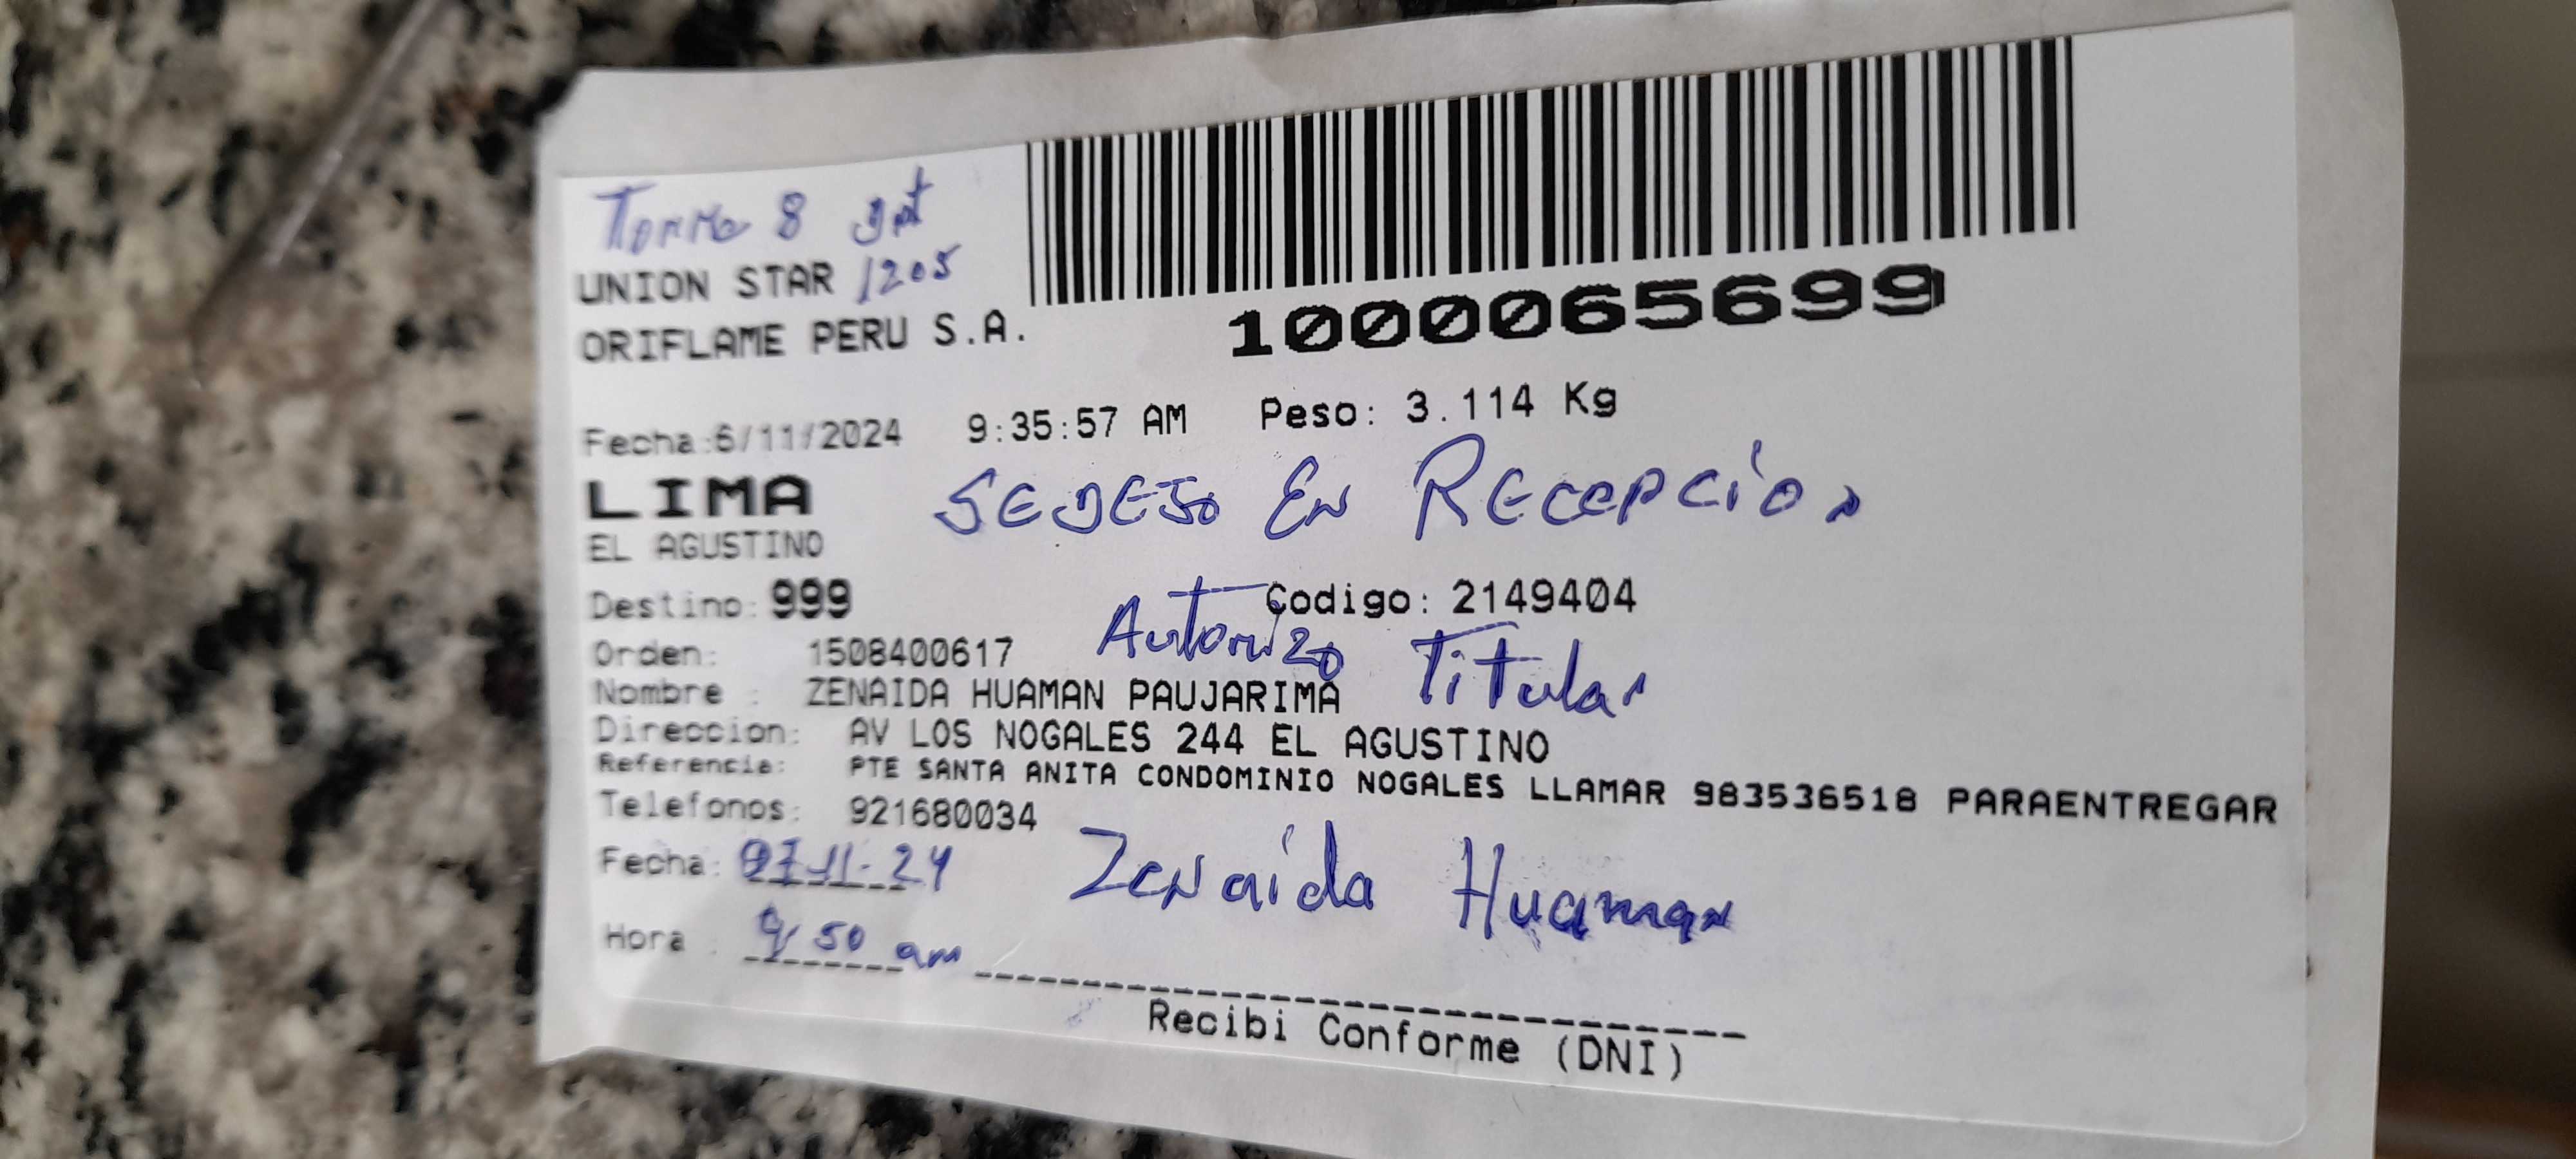 Torre 8 dpt
1205
UNION STAR
ORIFLAME PERU S.A.
1000065699
Fecha:6/11/2024 9:35:57 AM Peso: 3.114 Kg
LIMA
EL AGUSTINO
SEDEJO En RECEPCION
Destino: 999 Codigo: 2149404
Autorizo Titular
Orden: 1508400617
Nombre : ZENAIDA HUAMAN PAUJARIMA
Direccion: AV LOS NOGALES 244 EL AGUSTINO
Referencia: PTE SANTA ANITA CONDOMINIO NOGALES LLAMAR 983536518 PARAENTREGAR
Telefonos: 921680034
Fecha: 07-11-24
Zenaida Huaman
Hora : 9:50 am
Recibi Conforme (DNI)